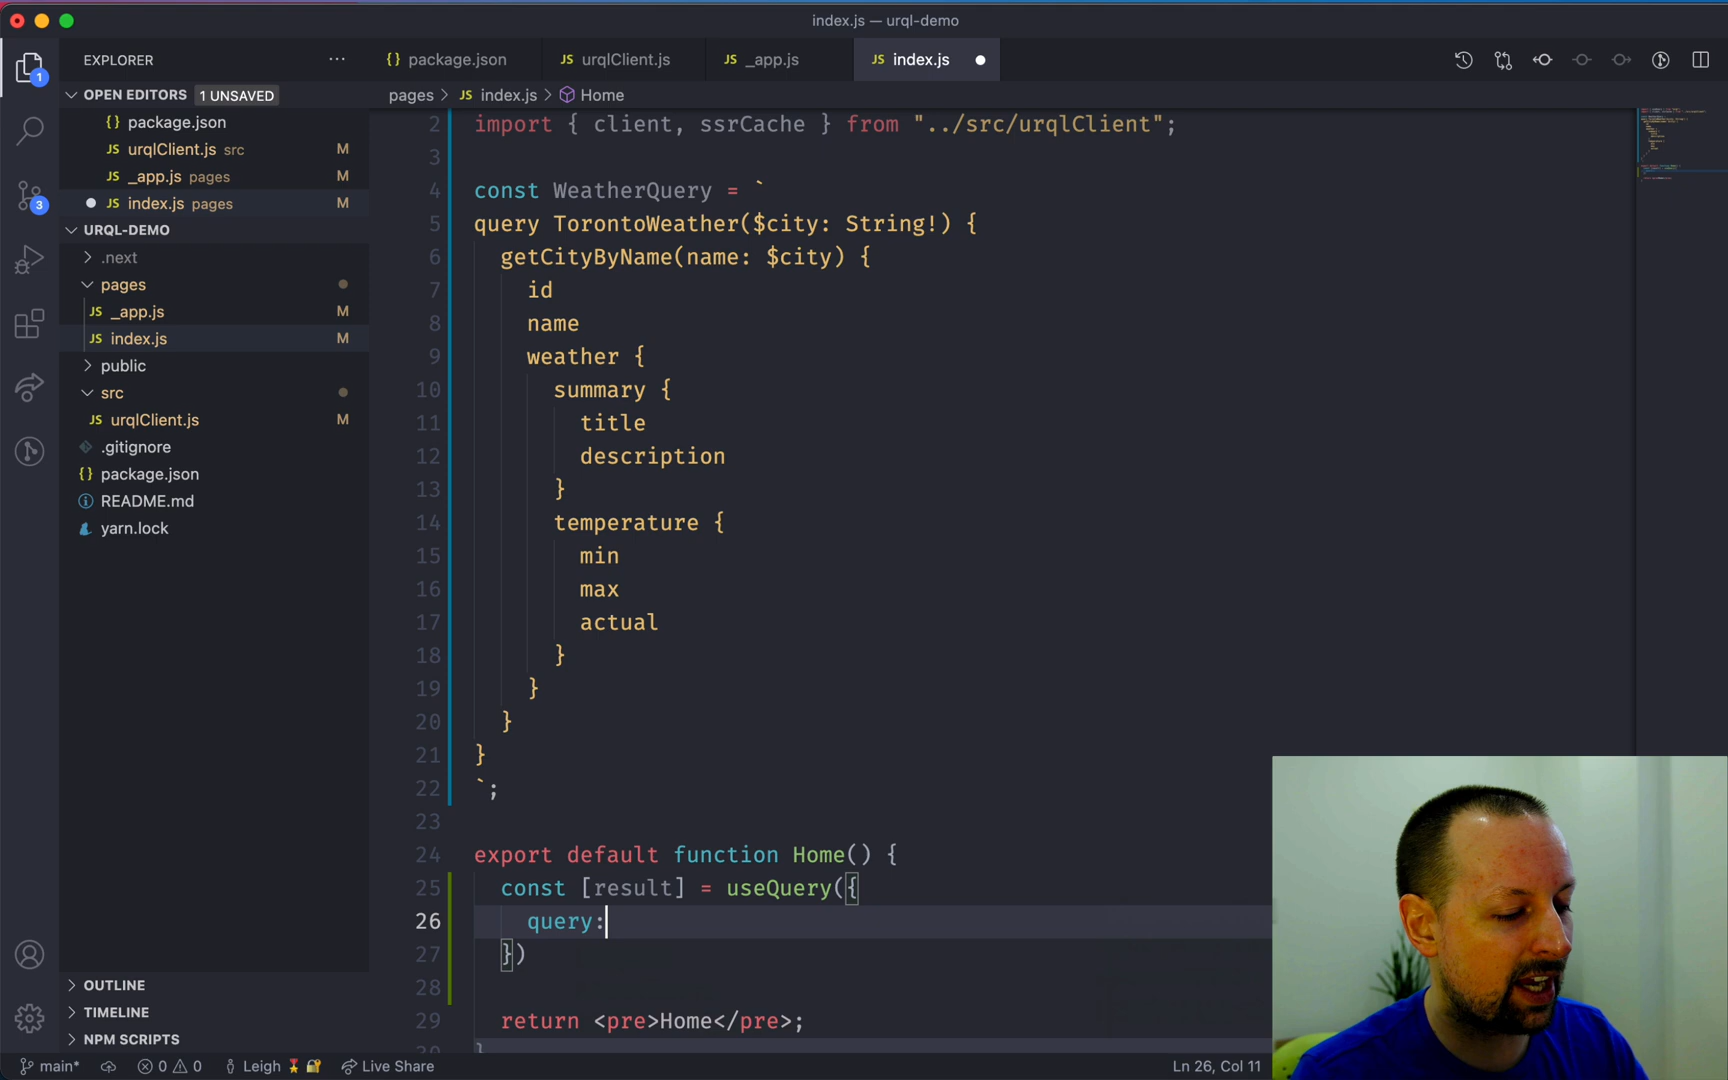 index.js — urql-demo
EXPLORER
package.json
urqlClient.js
_app.js
index.js
OPEN EDITORS 1 UNSAVED
package.json
urqlClient.js src M
_app.js pages M
index.js pages M
URQL-DEMO
.next
pages
_app.js M
index.js M
public
src
urqlClient.js M
.gitignore
package.json
README.md
yarn.lock
OUTLINE
TIMELINE
NPM SCRIPTS
pages > JS index.js > Home
2 import { client, ssrCache } from "../src/urqlClient";
3
4 const WeatherQuery = `
5 query TorontoWeather($city: String!) {
6 getCityByName(name: $city) {
7 id
8 name
9 weather {
10 summary {
11 title
12 description
13 }
14 temperature {
15 min
16 max
17 actual
18 }
19 }
20 }
21 }
22 `;
23
24 export default function Home() {
25 const [result] = useQuery({
26 query:
27 })
28
29 return <pre>Home</pre>;
30 }
main* 0 0 Leigh Live Share
Ln 26, Col 11